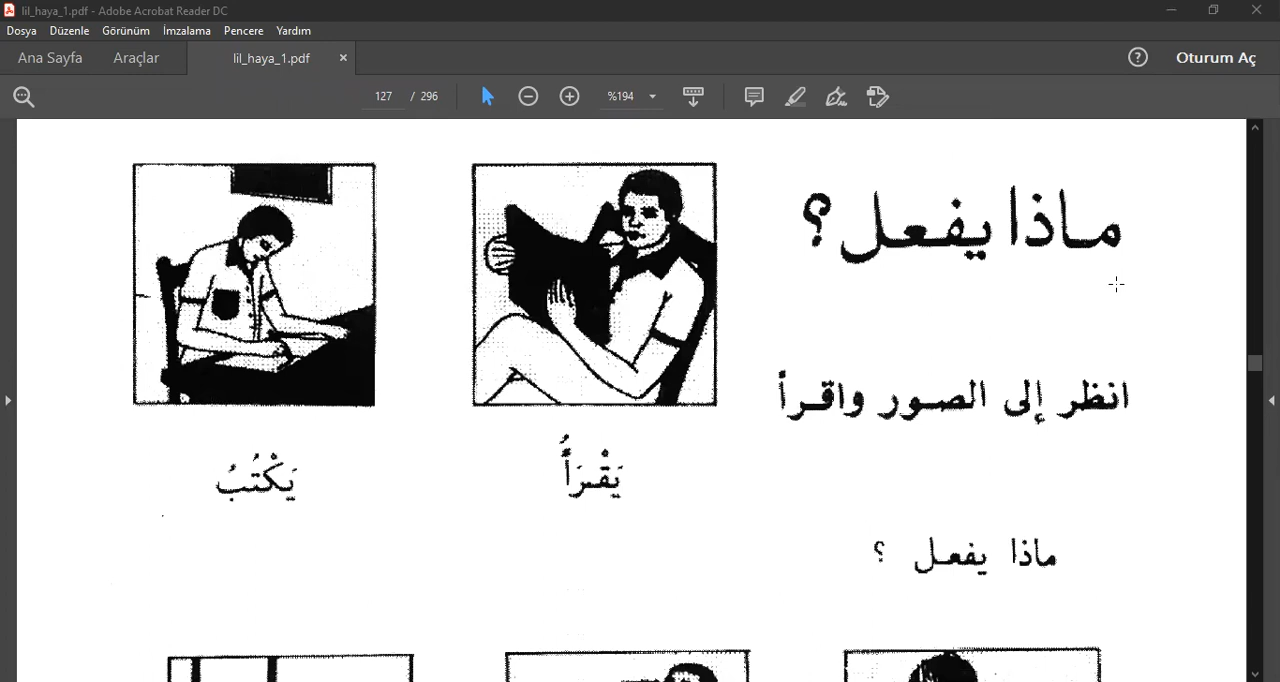 lil_haya_1.pdf - Adobe Acrobat Reader DC
Dosya Düzenle Görünüm İmzalama Pencere Yardım
Ana Sayfa Araçlar lil_haya_1.pdf × ? Oturum Aç
127 / 296 %194
ماذا يفعل ؟
انظر إلى الصور واقرأ
يَقْرَأُ
يَكْتُبُ
ماذا يفعل ؟